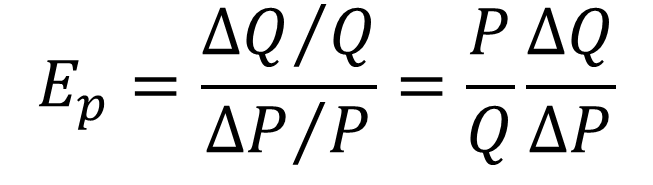 E_p = (ΔQ/Q)/(ΔP/P) = (P/Q)(ΔQ/ΔP)